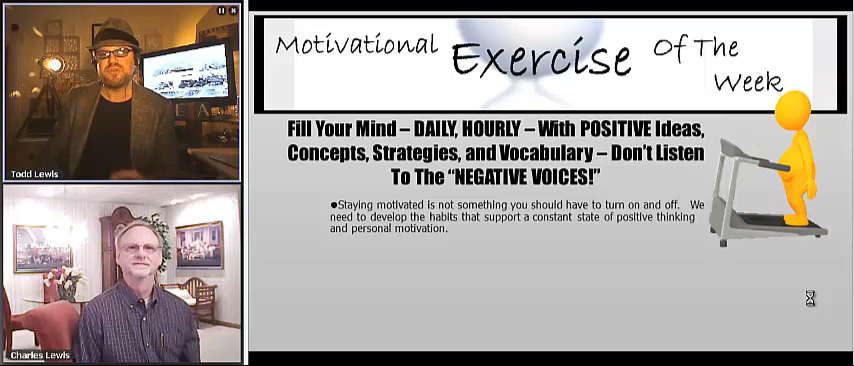 Todd Lewis
Charles Lewis
Motivational Exercise Of The
Week
Fill Your Mind – DAILY, HOURLY – With POSITIVE Ideas,
Concepts, Strategies, and Vocabulary – Don't Listen
To The “NEGATIVE VOICES!”
●Staying motivated is not something you should have to turn on and off. We
need to develop the habits that support a constant state of positive thinking
and personal motivation.